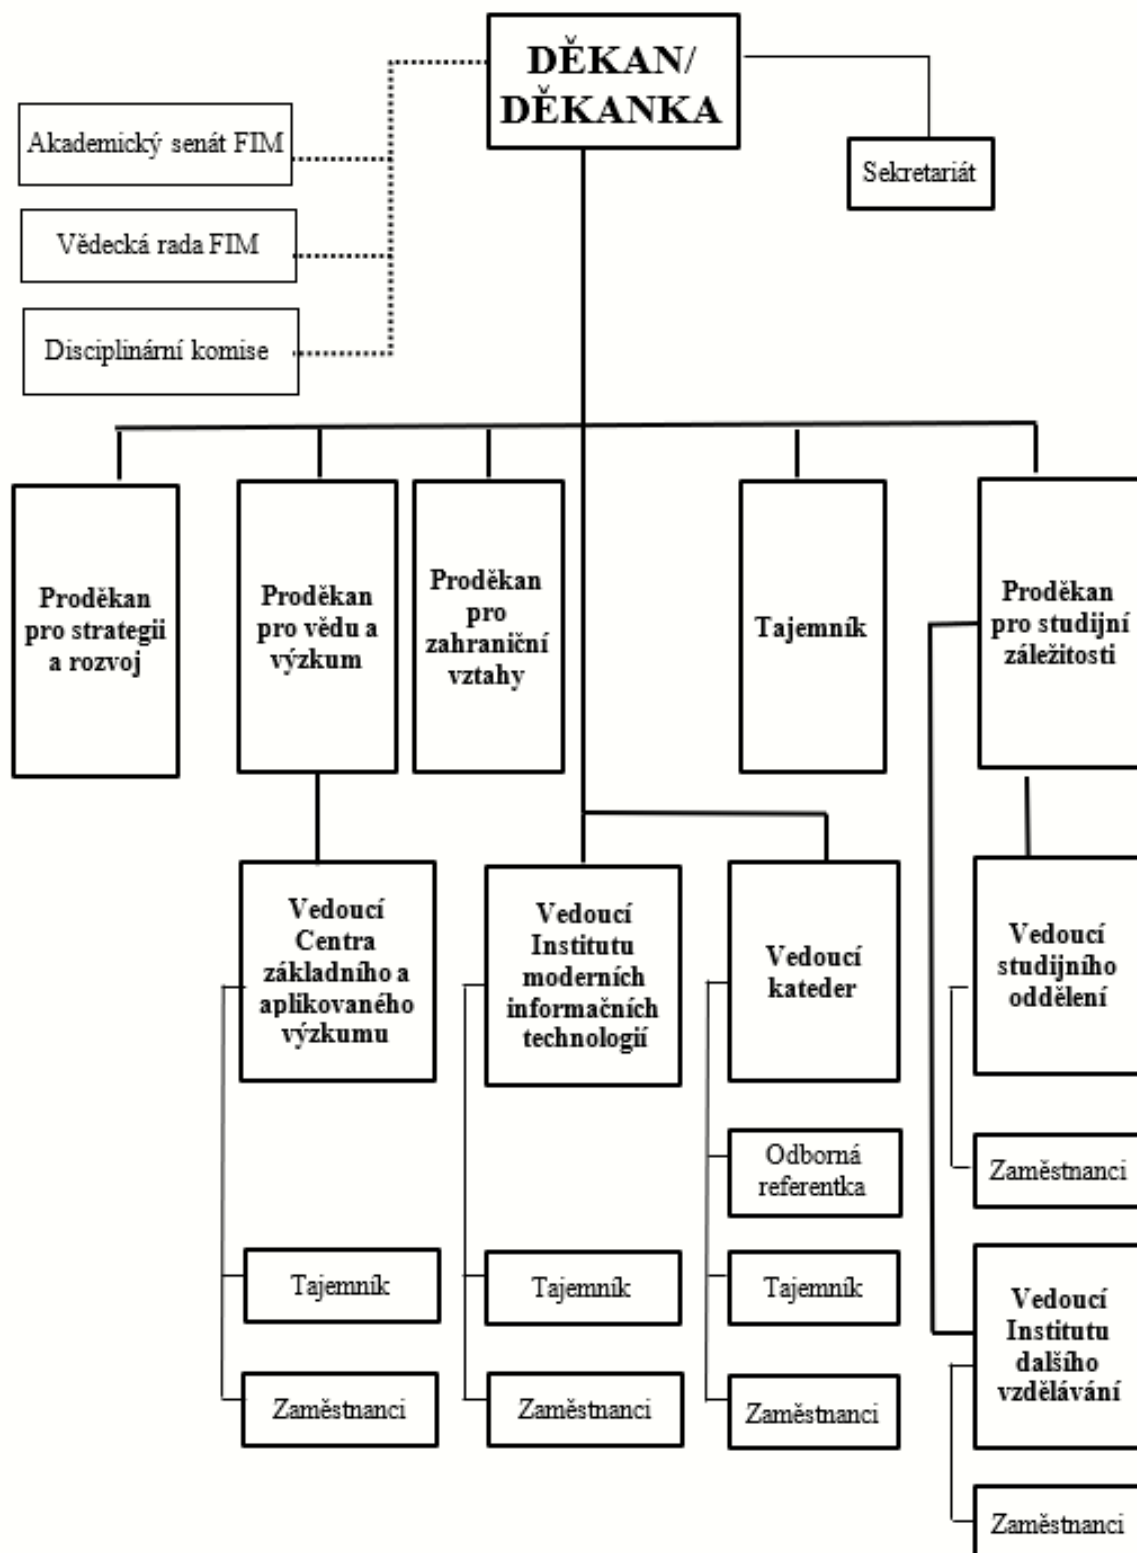 DĚKAN/
DĚKANKA
Akademický senát FIM
Sekretariát
Vědecká rada FIM
Disciplinární komise
Proděkan
pro strategii
a rozvoj
Proděkan
pro vědu a
výzkum
Proděkan
pro
zahraniční
vztahy
Tajemník
Proděkan
pro studijní
záležitosti
Vedoucí
Centra
základního a
aplikovaného
výzkumu
Vedoucí
Institutu
moderních
informačních
technologií
Vedoucí
kateder
Vedoucí
studijního
oddělení
Odborná
referentka
Zaměstnanci
Tajemník
Tajemník
Tajemník
Vedoucí
Institutu
dalšího
vzdělávání
Zaměstnanci
Zaměstnanci
Zaměstnanci
Zaměstnanci